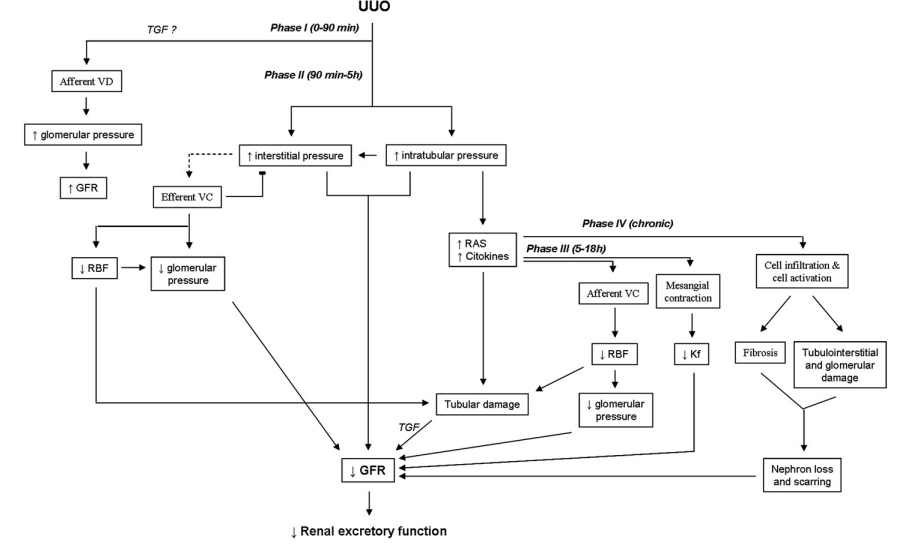 UUO
TGF ?
Phase I (0-90 min)
Phase II (90 min-5h)
Afferent VD
↑ glomerular pressure
↑ GFR
↑ interstitial pressure
↑ intratubular pressure
Efferent VC
↓ RBF
↓ glomerular
pressure
↑ RAS
↑ Citokines
Phase IV (chronic)
Phase III (5-18h)
Cell infiltration &
cell activation
Afferent VC
Mesangial
contraction
↓ RBF
↓ Kf
Fibrosis
Tubulointerstitial
and glomerular
damage
Tubular damage
↓ glomerular
pressure
TGF
↓ GFR
Nephron loss
and scarring
↓ Renal excretory function